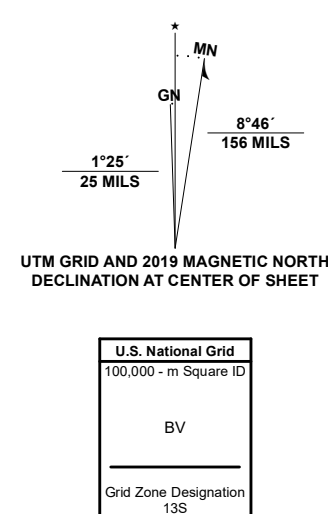 ★
MN
GN
8°46´
156 MILS
1°25´
25 MILS
UTM GRID AND 2019 MAGNETIC NORTH
DECLINATION AT CENTER OF SHEET
U.S. National Grid
100,000 - m Square ID
BV
Grid Zone Designation
13S